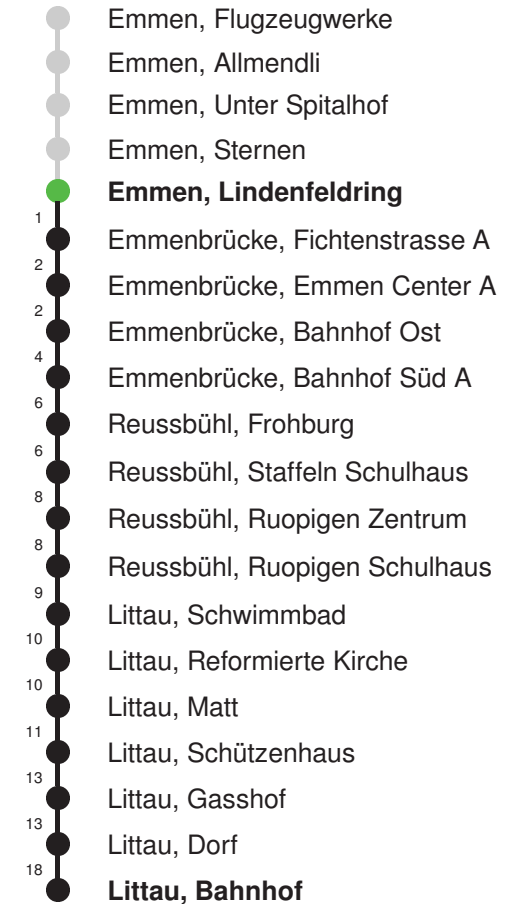 Emmen, Flugzeugwerke
Emmen, Allmendli
Emmen, Unter Spitalhof
Emmen, Sternen
Emmen, Lindenfeldring
1
Emmenbrücke, Fichtenstrasse A
2
Emmenbrücke, Emmen Center A
2
Emmenbrücke, Bahnhof Ost
4
Emmenbrücke, Bahnhof Süd A
6
Reussbühl, Frohburg
6
Reussbühl, Staffeln Schulhaus
8
Reussbühl, Ruopigen Zentrum
8
Reussbühl, Ruopigen Schulhaus
9
Littau, Schwimmbad
10
Littau, Reformierte Kirche
10
Littau, Matt
11
Littau, Schützenhaus
13
Littau, Gasshof
13
Littau, Dorf
18
Littau, Bahnhof